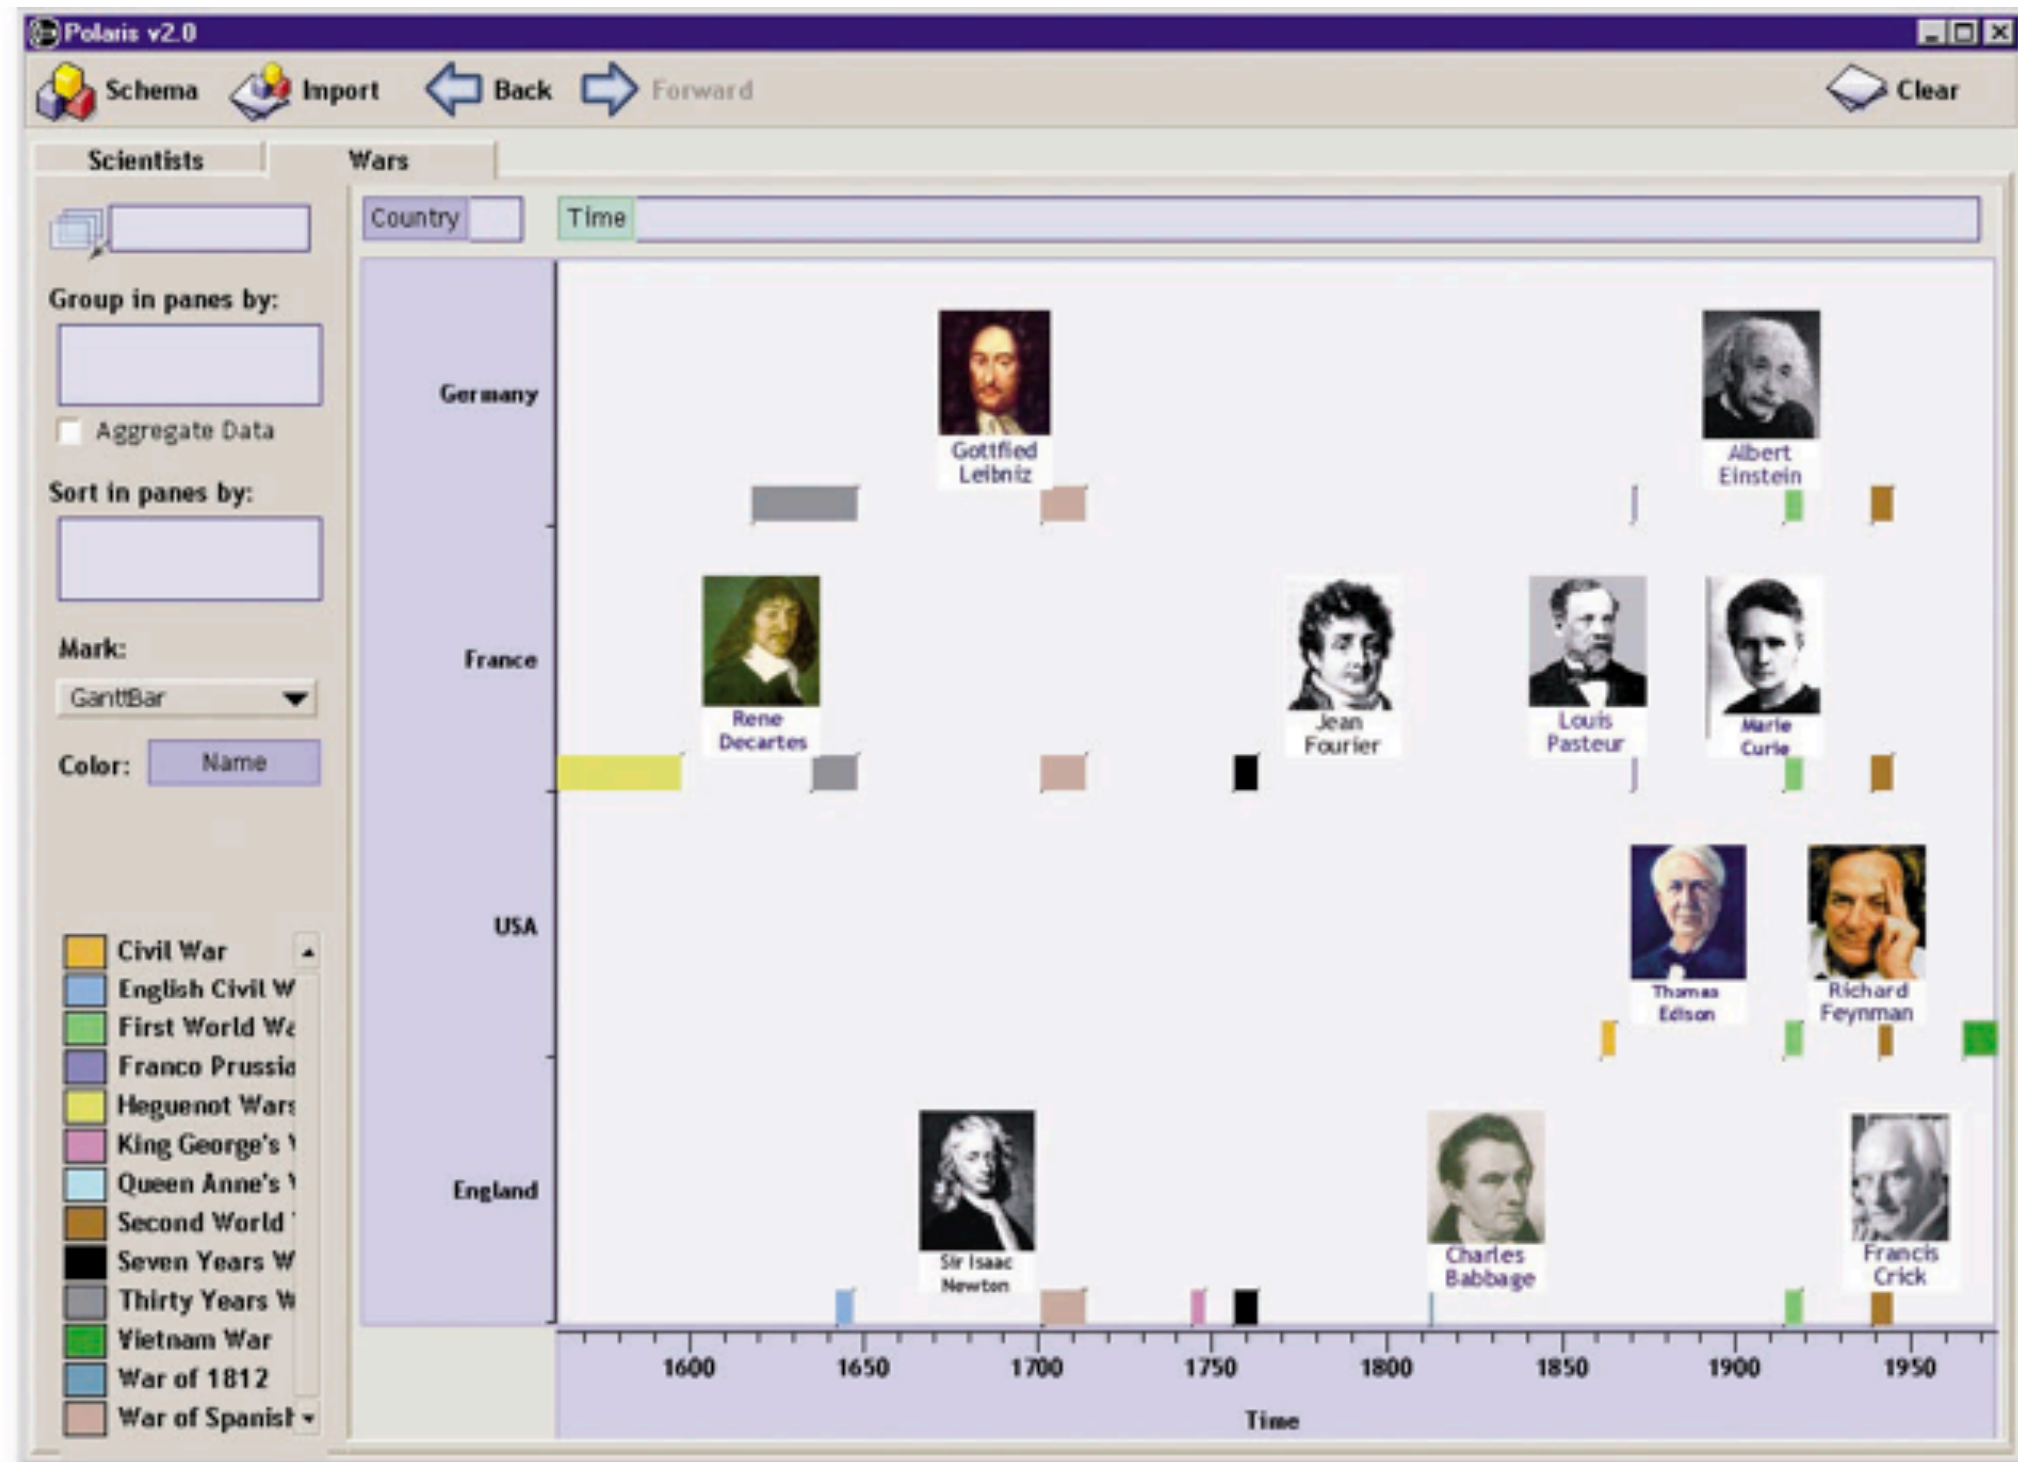 Polaris v2.0
Schema Import Back Forward Clear
Scientists Wars
Country Time
Group in panes by:
Aggregate Data
Sort in panes by:
Mark:
GanttBar
Color: Name
Civil War
English Civil W
First World Wa
Franco Prussia
Heguenot Wars
King George's
Queen Anne's
Second World
Seven Years W
Thirty Years W
Vietnam War
War of 1812
War of Spanish
Germany
Gottfied
Leibniz
Albert
Einstein
France
Rene
Decartes
Jean
Fourier
Louis
Pasteur
Marie
Curie
USA
Thomas
Edison
Richard
Feynman
England
Sir Isaac
Newton
Charles
Babbage
Francis
Crick
1600 1650 1700 1750 1800 1850 1900 1950
Time